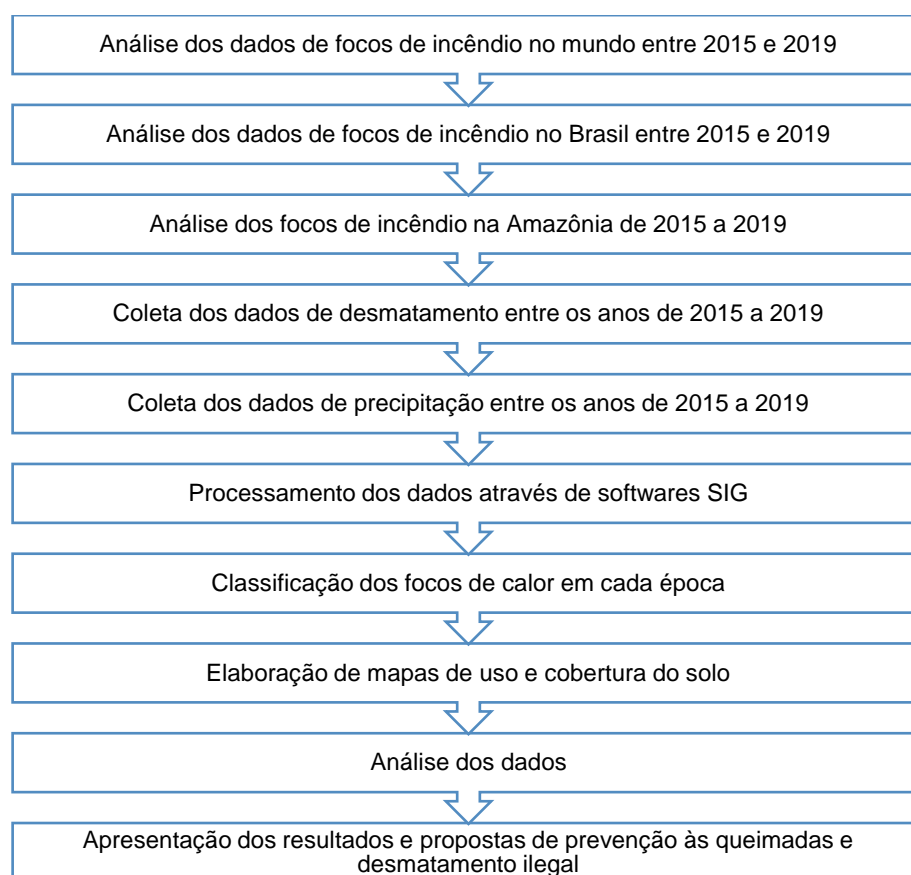 Análise dos dados de focos de incêndio no mundo entre 2015 e 2019
Análise dos dados de focos de incêndio no Brasil entre 2015 e 2019
Análise dos focos de incêndio na Amazônia de 2015 a 2019
Coleta dos dados de desmatamento entre os anos de 2015 a 2019
Coleta dos dados de precipitação entre os anos de 2015 a 2019
Processamento dos dados através de softwares SIG
Classificação dos focos de calor em cada época
Elaboração de mapas de uso e cobertura do solo
Análise dos dados
Apresentação dos resultados e propostas de prevenção às queimadas e
desmatamento ilegal